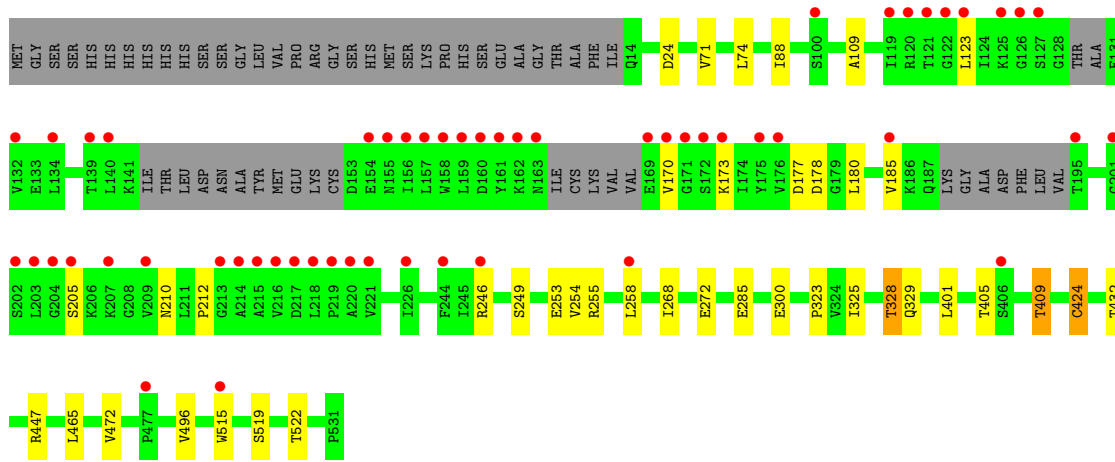 MET GLY SER SER HIS HIS HIS HIS HIS HIS SER SER GLY LEU VAL PRO ARG GLY SER HIS MET SER LYS PRO HIS SER GLU ALA GLY THR ALA PHE ILE Q14 D24 V71 L74 I88 S100 A109 I119 R120 T121 G122 L123 I124 K125 G126 S127 G128 THR ALA E131
V132 E133 L134 T139 L140 K141 ILE THR LEU ASP ASN ALA TYR MET GLU LYS CYS D153 E154 N155 I156 L157 W158 L159 D160 Y161 K162 N163 ILE CYS LYS VAL VAL E169 V170 G171 S172 K173 I174 Y175 V176 D177 D178 G179 L180 V185 K186 Q187 LYS GLY ALA ASP PHE LEU VAL T195 G201
S202 L203 G204 S205 K206 K207 G208 V209 N210 L211 P212 G213 A214 A215 V216 D217 L218 P219 A220 V221 I226 F244 I245 R246 S249 E253 V254 R255 L258 I268 E272 E285 E300 P323 V324 I325 T328 Q329 L401 T405 S406 T409 C424 T432
R447 L465 V472 P477 V496 W515 S519 T522 P531